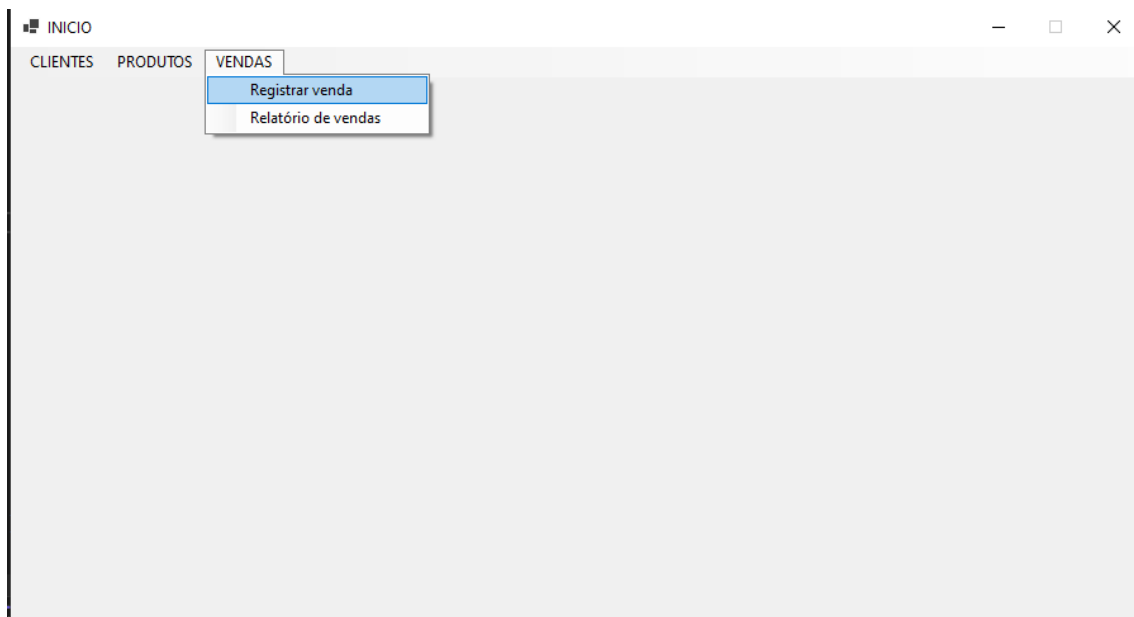 INICIO
CLIENTES PRODUTOS VENDAS
Registrar venda
Relatório de vendas